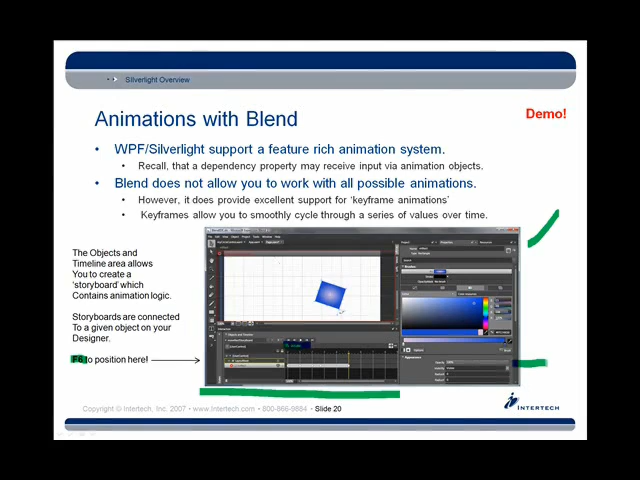 Silverlight Overview
Animations with Blend
Demo!
• WPF/Silverlight support a feature rich animation system.
• Recall, that a dependency property may receive input via animation objects.
• Blend does not allow you to work with all possible animations.
• However, it does provide excellent support for ‘keyframe animations’
• Keyframes allow you to smoothly cycle through a series of values over time.
The Objects and
Timeline area allows
You to create a
‘storyboard’ which
Contains animation logic.
Storyboards are connected
To a given object on your
Designer.
F6 to position here!
Copyright © Intertech, Inc. 2007 • www.Intertech.com • 800-866-9884 • Slide 20
INTERTECH